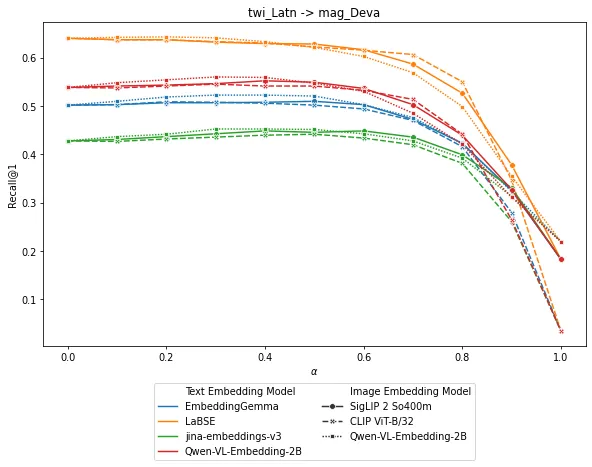 twi_Latn -> mag_Deva
Recall@1
0.6
0.5
0.4
0.3
0.2
0.1
0.0 0.2 0.4 0.6 0.8 1.0
α
Text Embedding Model
EmbeddingGemma
LaBSE
jina-embeddings-v3
Qwen-VL-Embedding-2B
Image Embedding Model
SigLIP 2 So400m
CLIP ViT-B/32
Qwen-VL-Embedding-2B